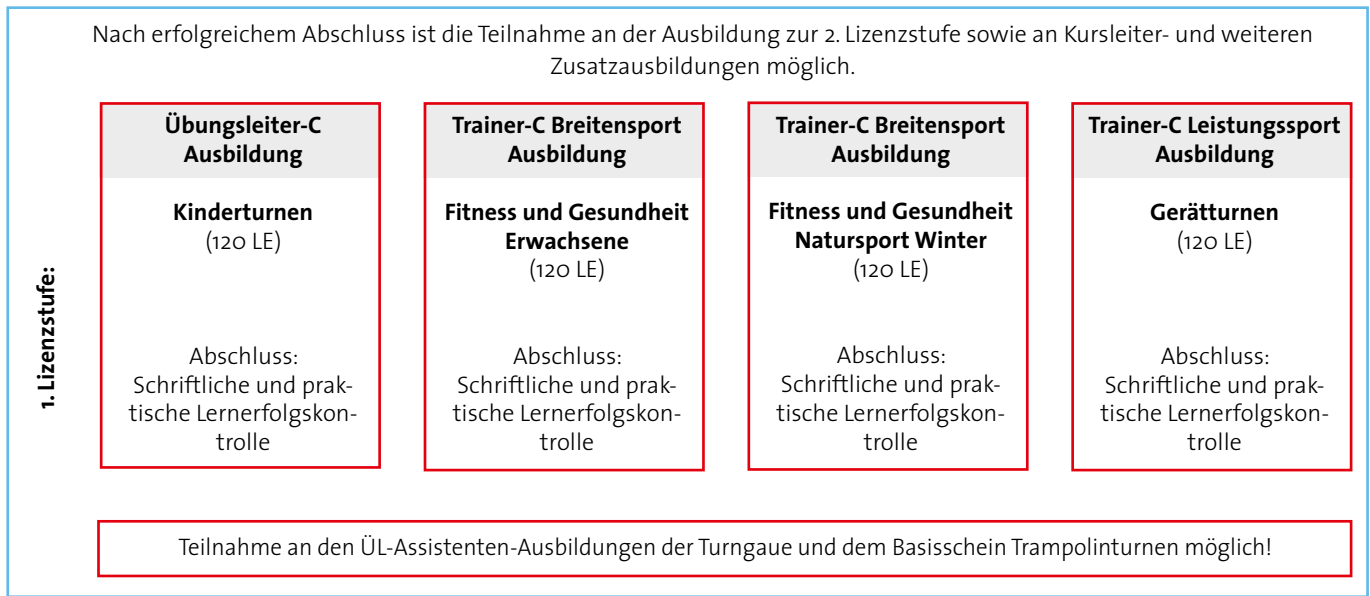 Nach erfolgreichem Abschluss ist die Teilnahme an der Ausbildung zur 2. Lizenzstufe sowie an Kursleiter- und weiteren
Zusatzausbildungen möglich.
1. Lizenzstufe:
Übungsleiter-C
Ausbildung
Kinderturnen
(120 LE)
Abschluss:
Schriftliche und prak-
tische Lernerfolgskon-
trolle
Trainer-C Breitensport
Ausbildung
Fitness und Gesundheit
Erwachsene
(120 LE)
Abschluss:
Schriftliche und prak-
tische Lernerfolgskon-
trolle
Trainer-C Breitensport
Ausbildung
Fitness und Gesundheit
Natursport Winter
(120 LE)
Abschluss:
Schriftliche und prak-
tische Lernerfolgskon-
trolle
Trainer-C Leistungssport
Ausbildung
Gerätturnen
(120 LE)
Abschluss:
Schriftliche und prak-
tische Lernerfolgskon-
trolle
Teilnahme an den ÜL-Assistenten-Ausbildungen der Turngaue und dem Basisschein Trampolinturnen möglich!